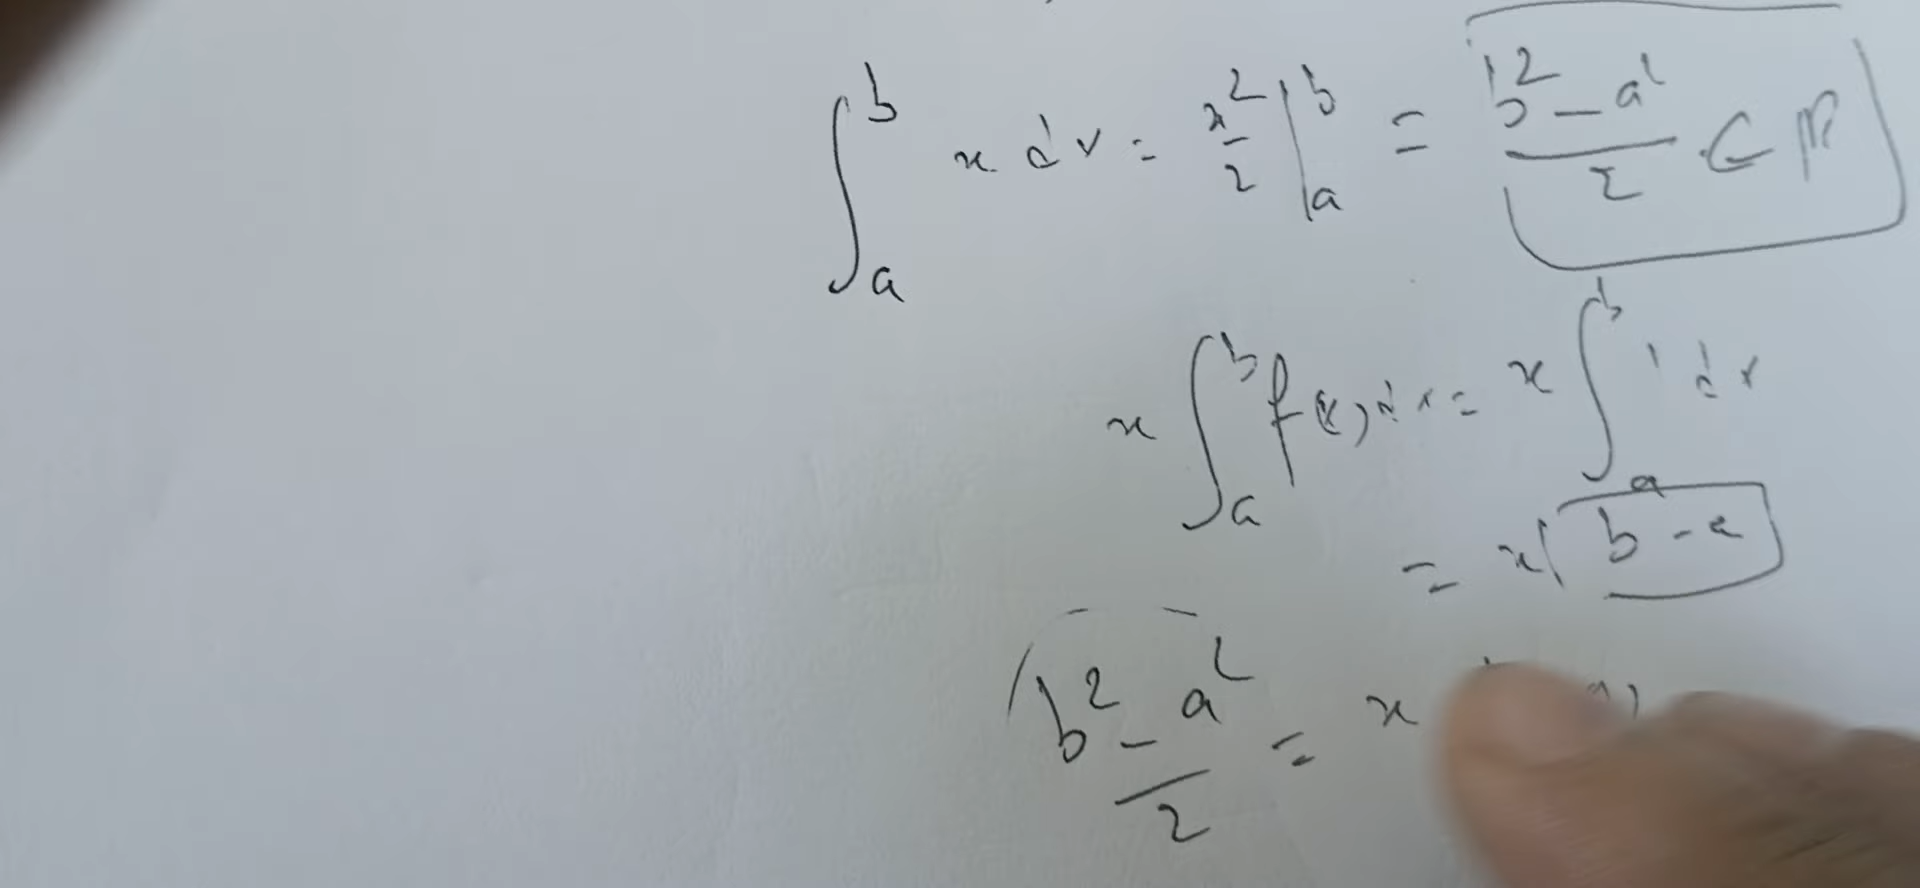 ∫_a^b x dx = x²/2 |_a^b = (b² - a²)/2 ∈ ℝ
x ∫_a^b f(x) dx = x ∫_a^b 1 dx
= x( b - a
(b² - a²)/2 = x